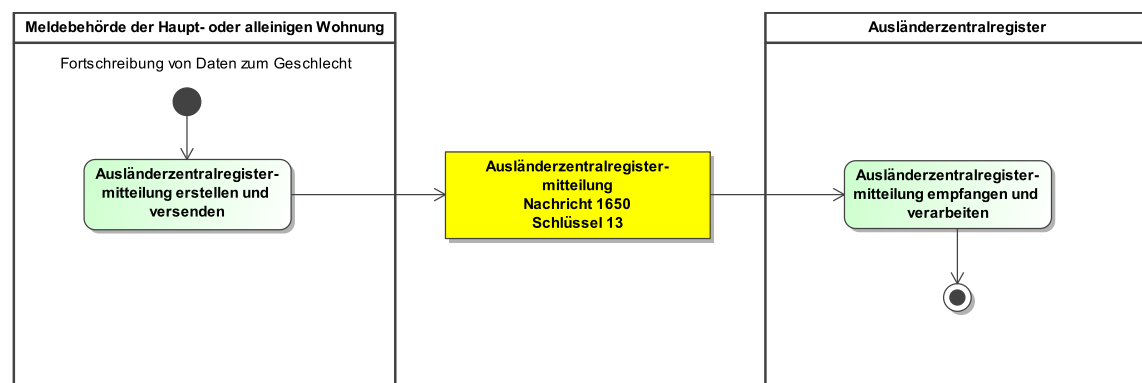 Meldebehörde der Haupt- oder alleinigen Wohnung
Fortschreibung von Daten zum Geschlecht
Ausländerzentralregister-
mitteilung erstellen und
versenden
Ausländerzentralregister-
mitteilung
Nachricht 1650
Schlüssel 13
Ausländerzentralregister
Ausländerzentralregister-
mitteilung empfangen und
verarbeiten